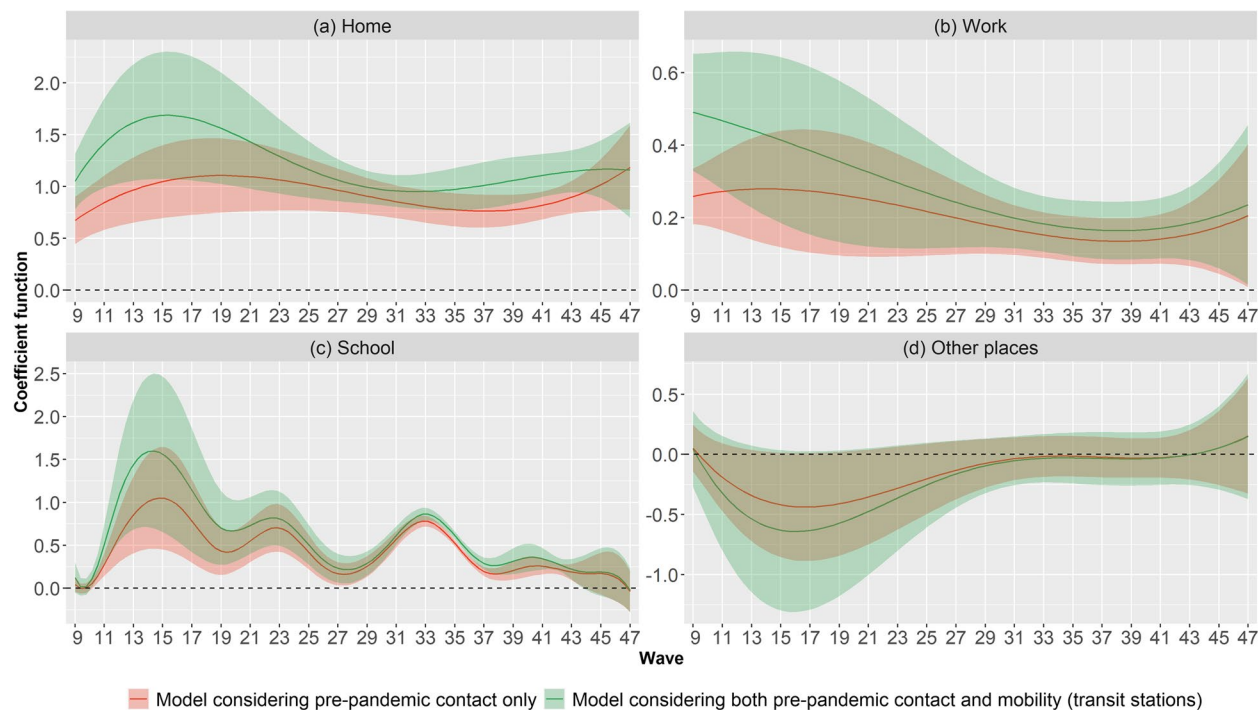 (a) Home
(b) Work
2.0
1.5
1.0
0.5
0.0
9 11 13 15 17 19 21 23 25 27 29 31 33 35 37 39 41 43 45 47
0.6
0.4
0.2
0.0
9 11 13 15 17 19 21 23 25 27 29 31 33 35 37 39 41 43 45 47
Coefficient function
(c) School
(d) Other places
2.5
2.0
1.5
1.0
0.5
0.0
9 11 13 15 17 19 21 23 25 27 29 31 33 35 37 39 41 43 45 47
0.5
0.0
-0.5
-1.0
9 11 13 15 17 19 21 23 25 27 29 31 33 35 37 39 41 43 45 47
Wave
Model considering pre-pandemic contact only
Model considering both pre-pandemic contact and mobility (transit stations)